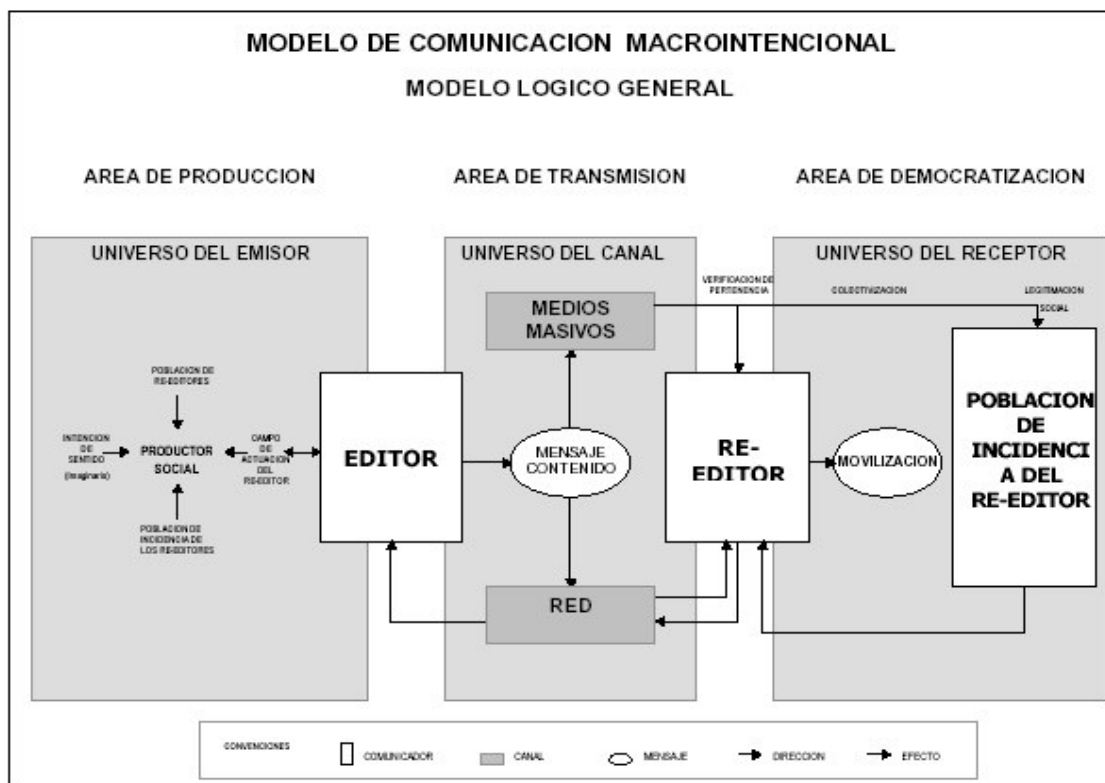 MODELO DE COMUNICACION MACROINTENCIONAL
MODELO LOGICO GENERAL
AREA DE PRODUCCION
AREA DE TRANSMISION
AREA DE DEMOCRATIZACION
UNIVERSO DEL EMISOR
UNIVERSO DEL CANAL
UNIVERSO DEL RECEPTOR
VERIFICACION DE
PERTENENCIA
COLECTIVIZACION
LEGITIMACION
SOCIAL
MEDIOS
MASIVOS
POBLACION DE
RE-EDITORES
INTENCION
DE
SENTIDO
(Imaginario)
PRODUCTOR
SOCIAL
CAMPO
DE
ACTUACION
DEL
RE-EDITOR
POBLACION DE
INCIDENCIA DE
LOS RE-EDITORES
EDITOR
MENSAJE
CONTENIDO
RE-
EDITOR
MOVILIZACION
POBLACION
DE
INCIDENCI
A DEL
RE-EDITOR
RED
CONVENCIONES
COMUNICADOR
CANAL
MENSAJE
DIRECCION
EFECTO